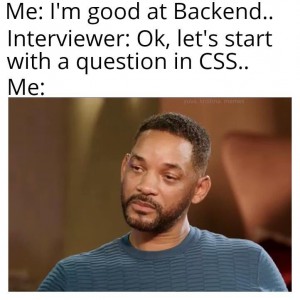 Me: I'm good at Backend..
Interviewer: Ok, let's start
with a question in CSS..
Me: